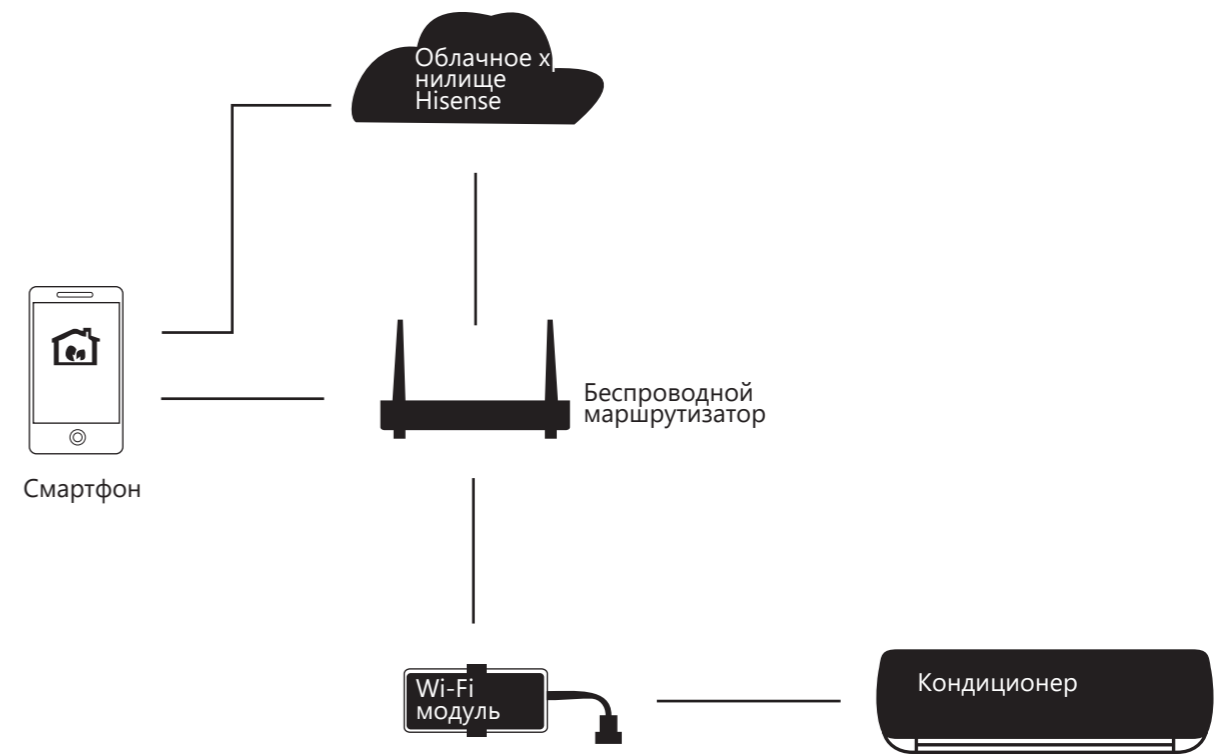 Облачное х
нилище
Hisense
Беспроводной
маршрутизатор
Смартфон
Wi-Fi
модуль
Кондиционер